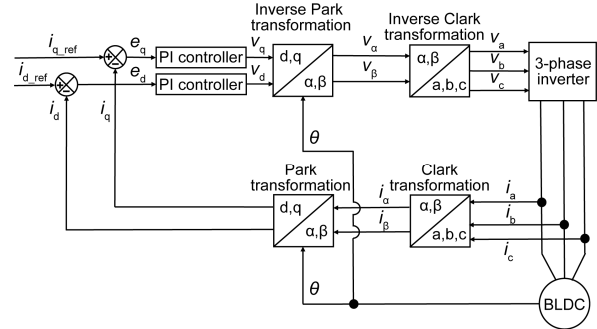 Inverse Park
transformation
Inverse Clark
transformation
i_q_ref
e_q
PI controller
v_q
d,q
α,β
v_α
v_β
α,β
a,b,c
v_a
v_b
v_c
3-phase
inverter
i_d_ref
e_d
PI controller
v_d
i_d
i_q
θ
Park
transformation
Clark
transformation
d,q
α,β
i_α
i_β
α,β
a,b,c
i_a
i_b
i_c
θ
BLDC